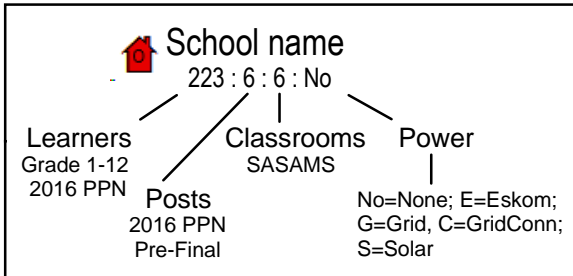 School name
O
223 : 6 : 6 : No
Learners
Grade 1-12
2016 PPN
Posts
2016 PPN
Pre-Final
Classrooms
SASAMS
Power
No=None; E=Eskom;
G=Grid, C=GridConn;
S=Solar